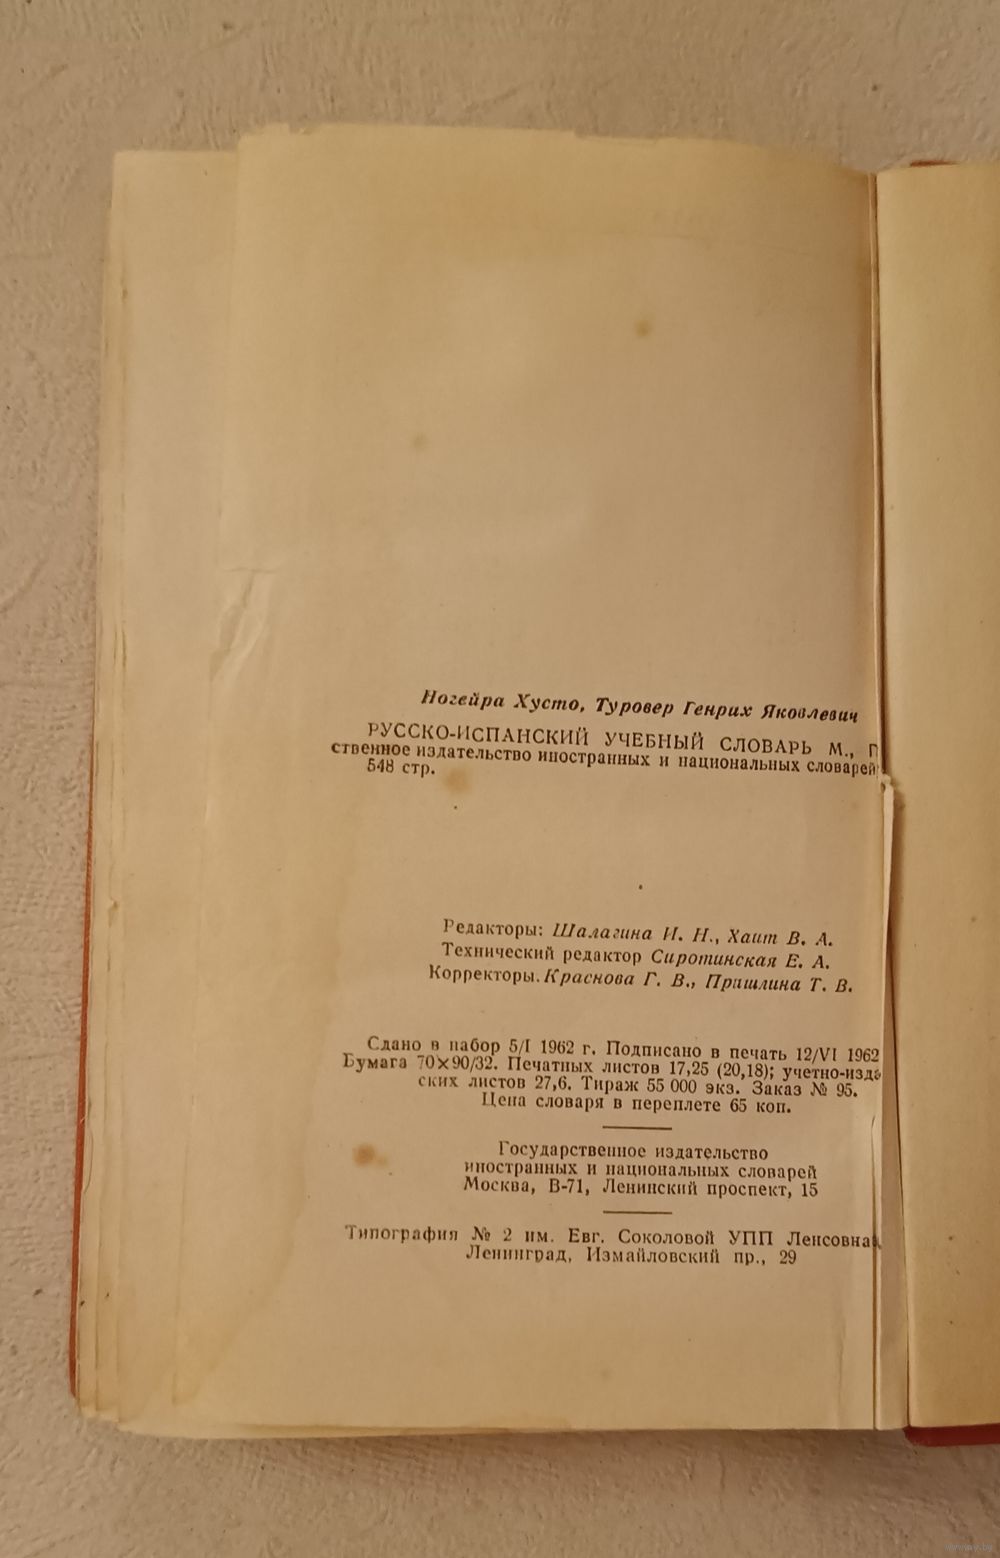 Ногейра Хусто, Туровер Генрих Яковлевич
РУССКО-ИСПАНСКИЙ УЧЕБНЫЙ СЛОВАРЬ М., Г
ственное издательство иностранных и национальных словарей
548 стр.
Редакторы: Шалагина И. Н., Хаит В. А.
Технический редактор Сиротинская Е. А.
Корректоры. Краснова Г. В., Пришлина Т. В.
Сдано в набор 5/I 1962 г. Подписано в печать 12/VI 1962
Бумага 70×90/32. Печатных листов 17,25 (20,18); учетно-изда
ских листов 27,6. Тираж 55 000 экз. Заказ № 95.
Цена словаря в переплете 65 коп.
Государственное издательство
иностранных и национальных словарей
Москва, В-71, Ленинский проспект, 15
Типография № 2 им. Евг. Соколовой УПП Ленсовна
Ленинград, Измайловский пр., 29